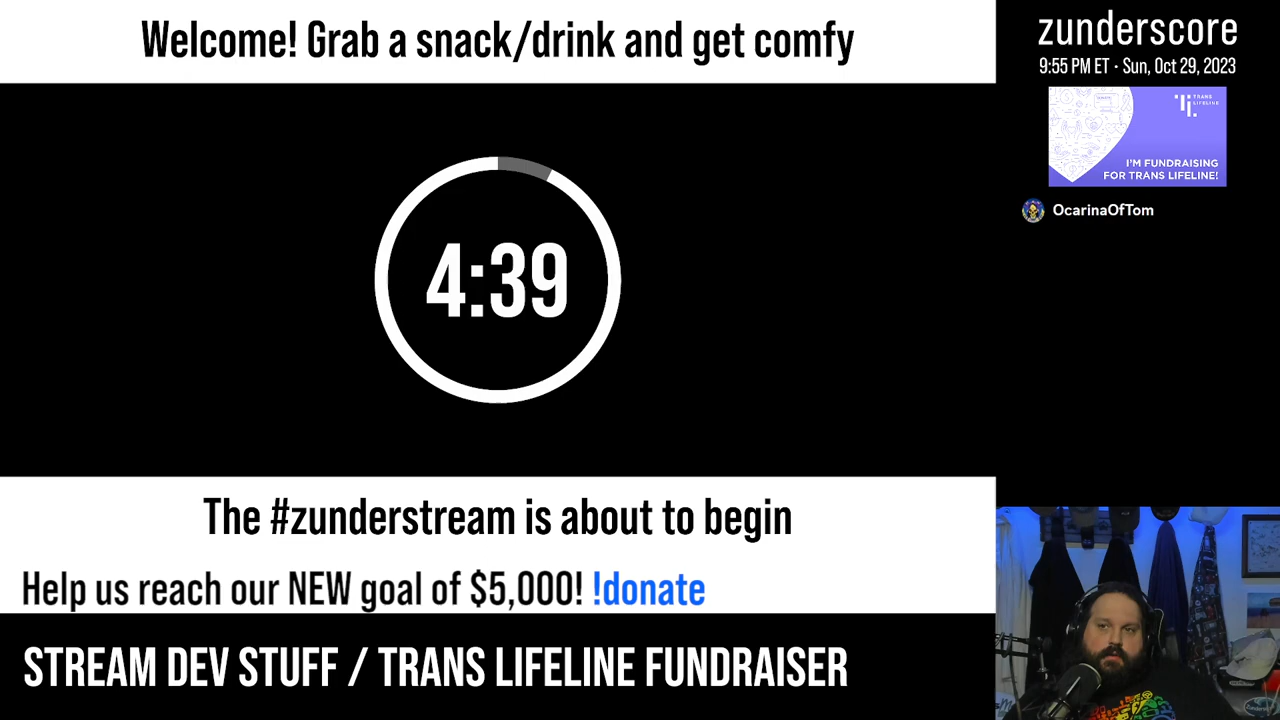 Welcome! Grab a snack/drink and get comfy
zunderscore
9:55 PM ET · Sun, Oct 29, 2023
TRANS
LIFELINE
I'M FUNDRAISING
FOR TRANS LIFELINE!
OcarinaOfTom
4:39
The #zunderstream is about to begin
Help us reach our NEW goal of $5,000! !donate
STREAM DEV STUFF / TRANS LIFELINE FUNDRAISER